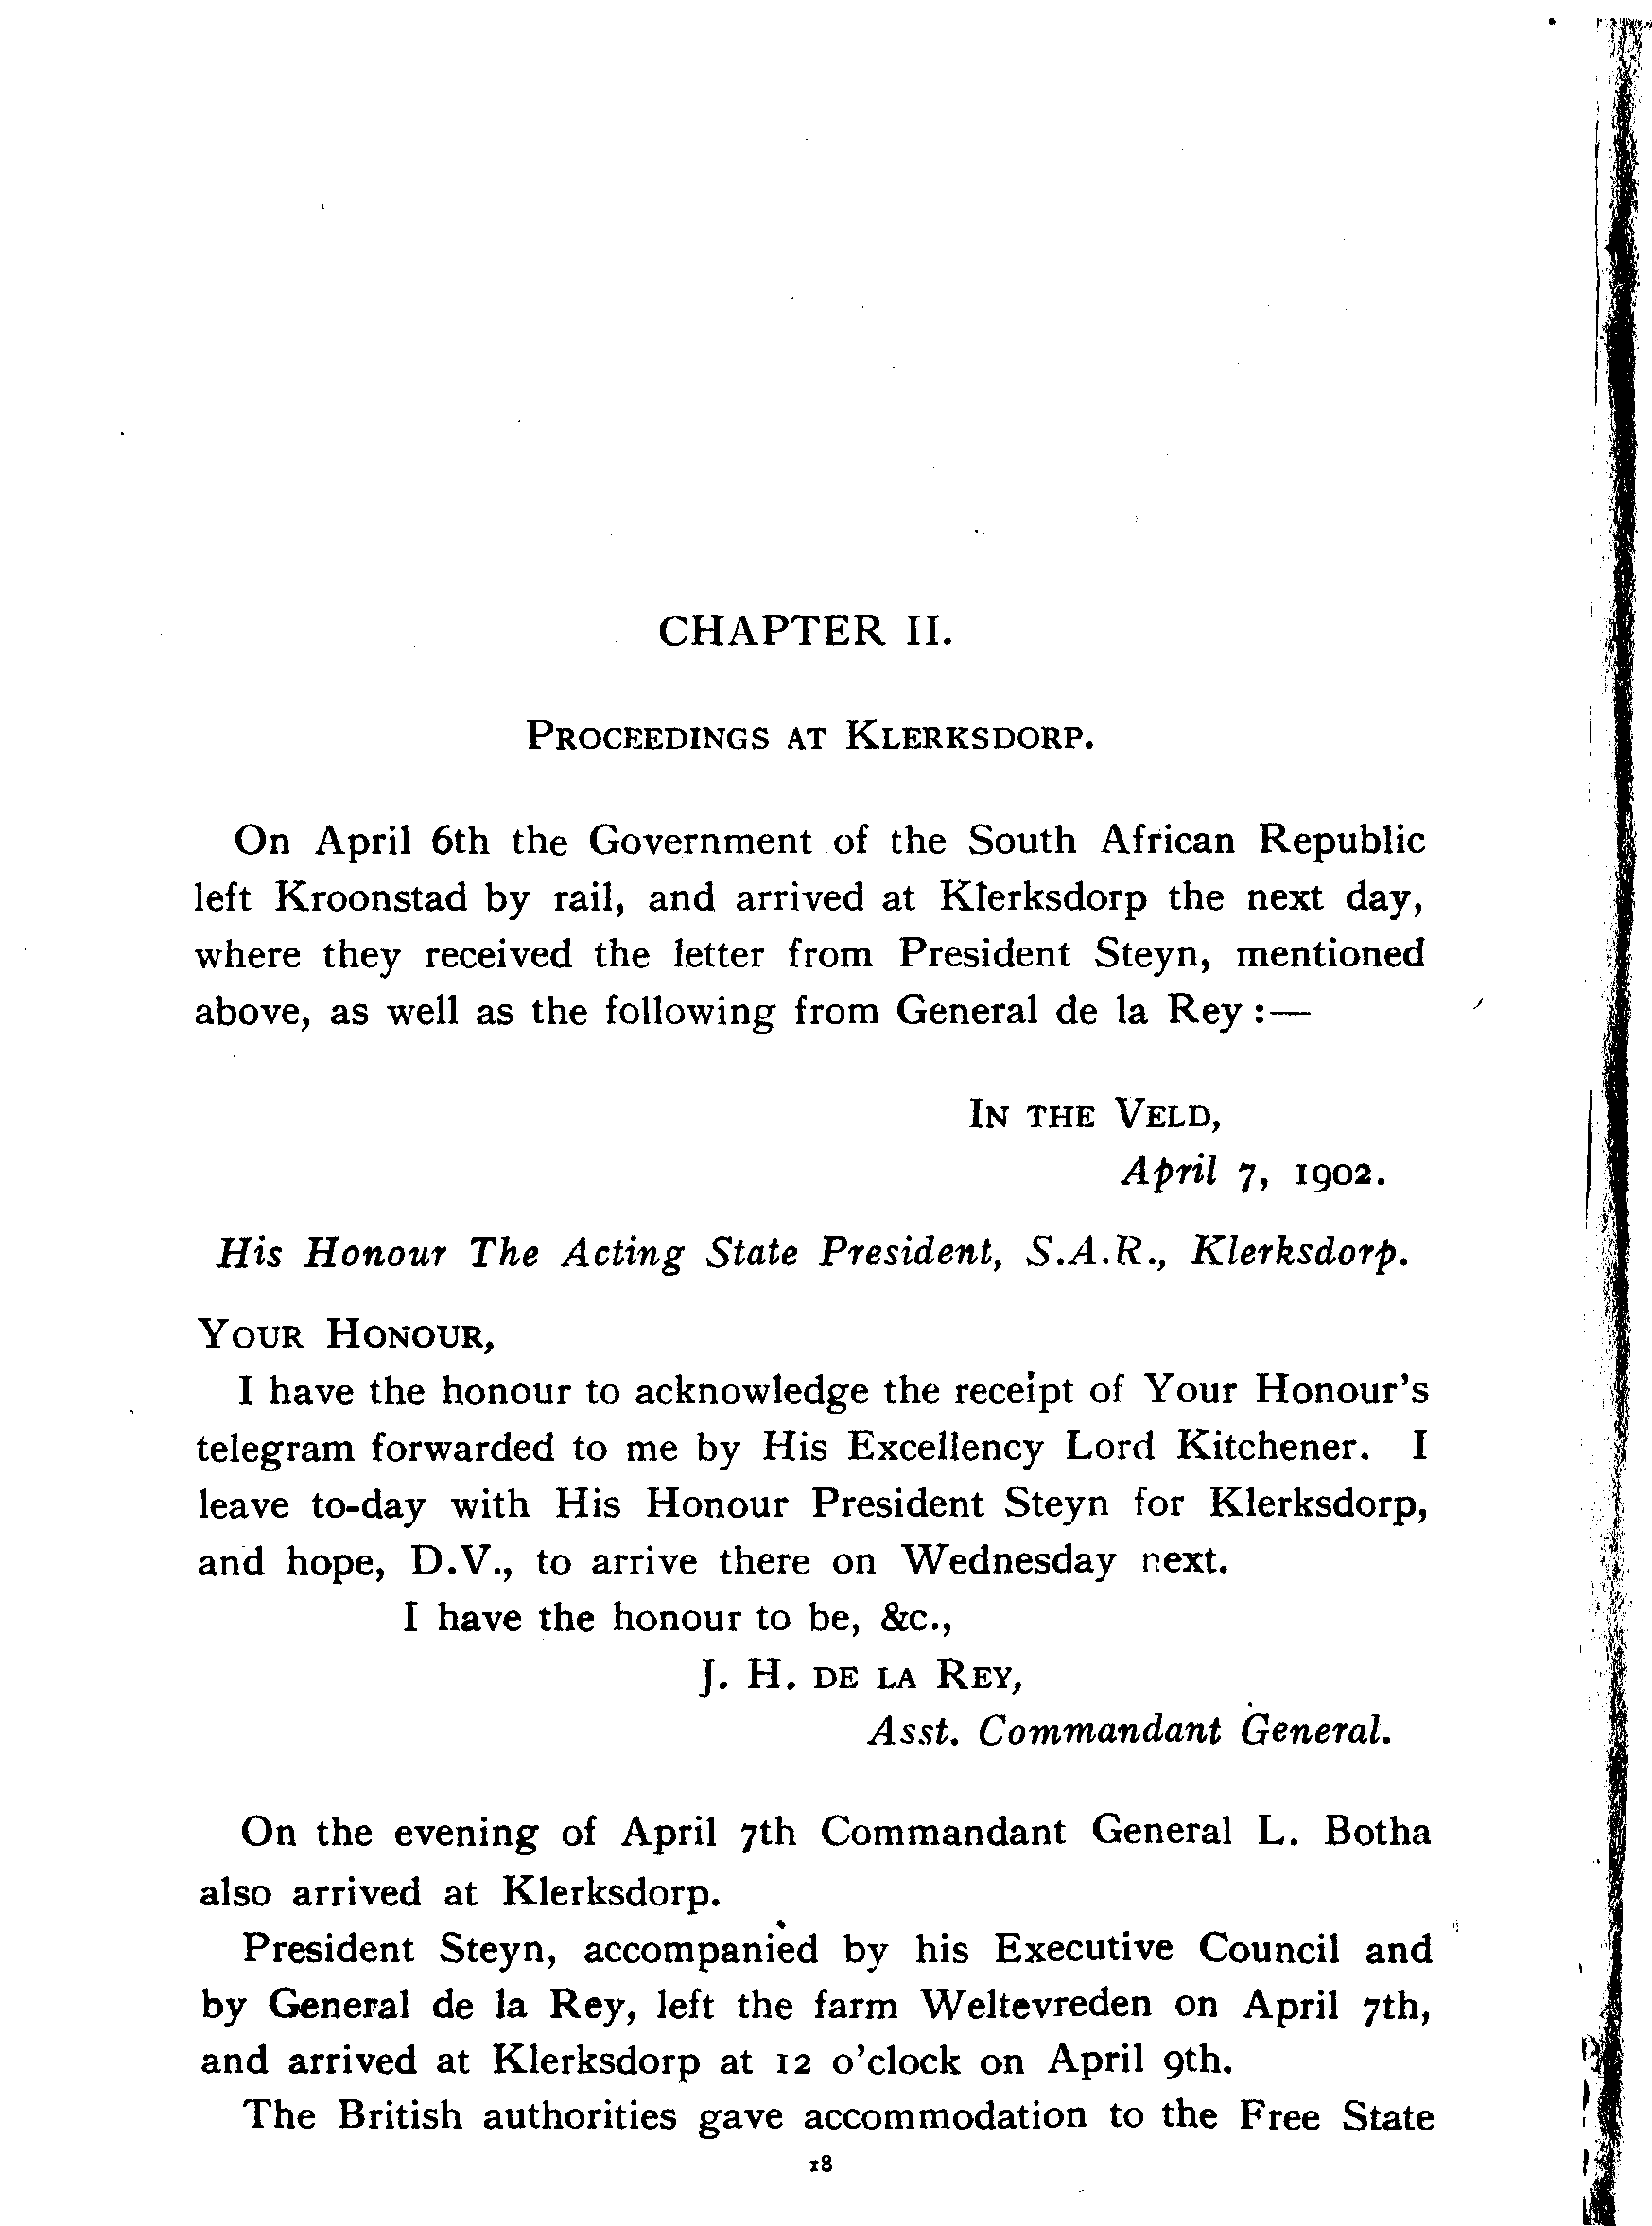 CHAPTER II.
PROCEEDINGS AT KLERKSDORP.
On April 6th the Government of the South African Republic
left Kroonstad by rail, and arrived at Klerksdorp the next day,
where they received the letter from President Steyn, mentioned
above, as well as the following from General de la Rey :—
IN THE VELD,
April 7, 1902.
His Honour The Acting State President, S.A.R., Klerksdorp.
YOUR HONOUR,
I have the honour to acknowledge the receipt of Your Honour's
telegram forwarded to me by His Excellency Lord Kitchener. I
leave to-day with His Honour President Steyn for Klerksdorp,
and hope, D.V., to arrive there on Wednesday next.
I have the honour to be, &c.,
J. H. DE LA REY,
Asst. Commandant General.
On the evening of April 7th Commandant General L. Botha
also arrived at Klerksdorp.
President Steyn, accompanied by his Executive Council and
by General de la Rey, left the farm Weltevreden on April 7th,
and arrived at Klerksdorp at 12 o'clock on April 9th.
The British authorities gave accommodation to the Free State
18